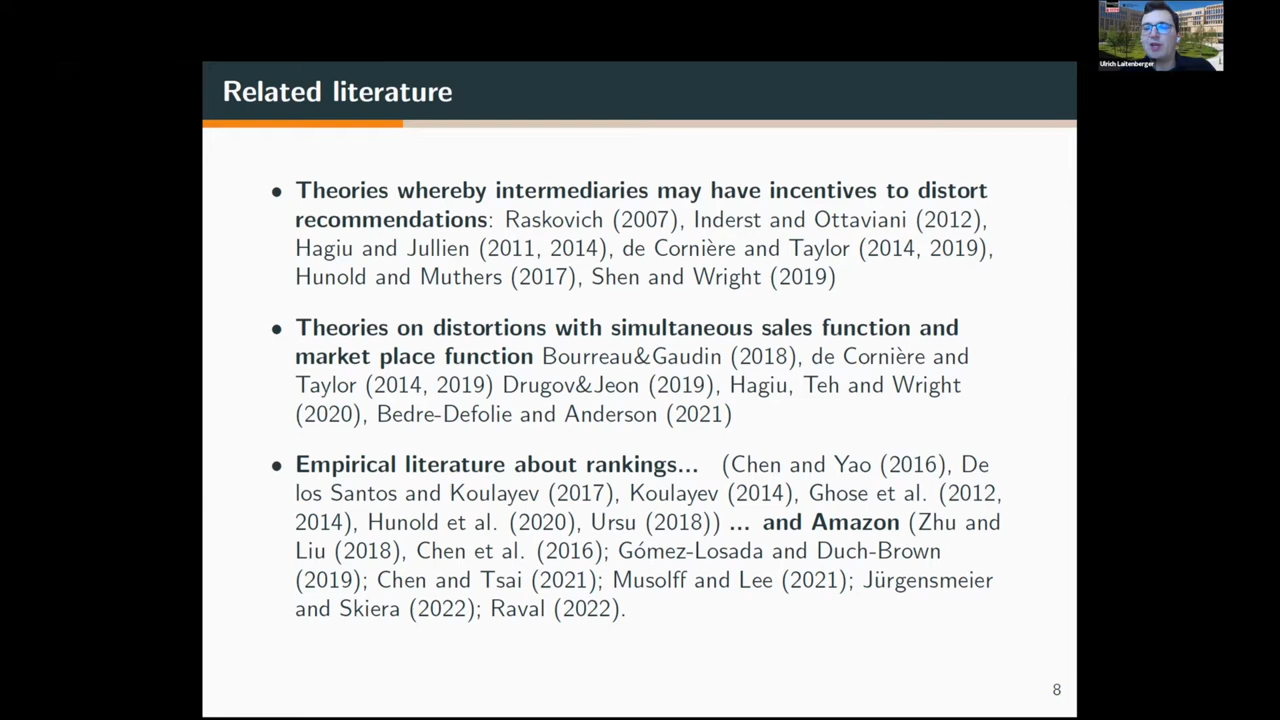 Related literature
• Theories whereby intermediaries may have incentives to distort
recommendations: Raskovich (2007), Inderst and Ottaviani (2012),
Hagiu and Jullien (2011, 2014), de Cornière and Taylor (2014, 2019),
Hunold and Muthers (2017), Shen and Wright (2019)
• Theories on distortions with simultaneous sales function and
market place function Bourreau&Gaudin (2018), de Cornière and
Taylor (2014, 2019) Drugov&Jeon (2019), Hagiu, Teh and Wright
(2020), Bedre-Defolie and Anderson (2021)
• Empirical literature about rankings... (Chen and Yao (2016), De
los Santos and Koulayev (2017), Koulayev (2014), Ghose et al. (2012,
2014), Hunold et al. (2020), Ursu (2018)) ... and Amazon (Zhu and
Liu (2018), Chen et al. (2016); Gómez-Losada and Duch-Brown
(2019); Chen and Tsai (2021); Musolff and Lee (2021); Jürgensmeier
and Skiera (2022); Raval (2022).
8
Ulrich Laitenberger